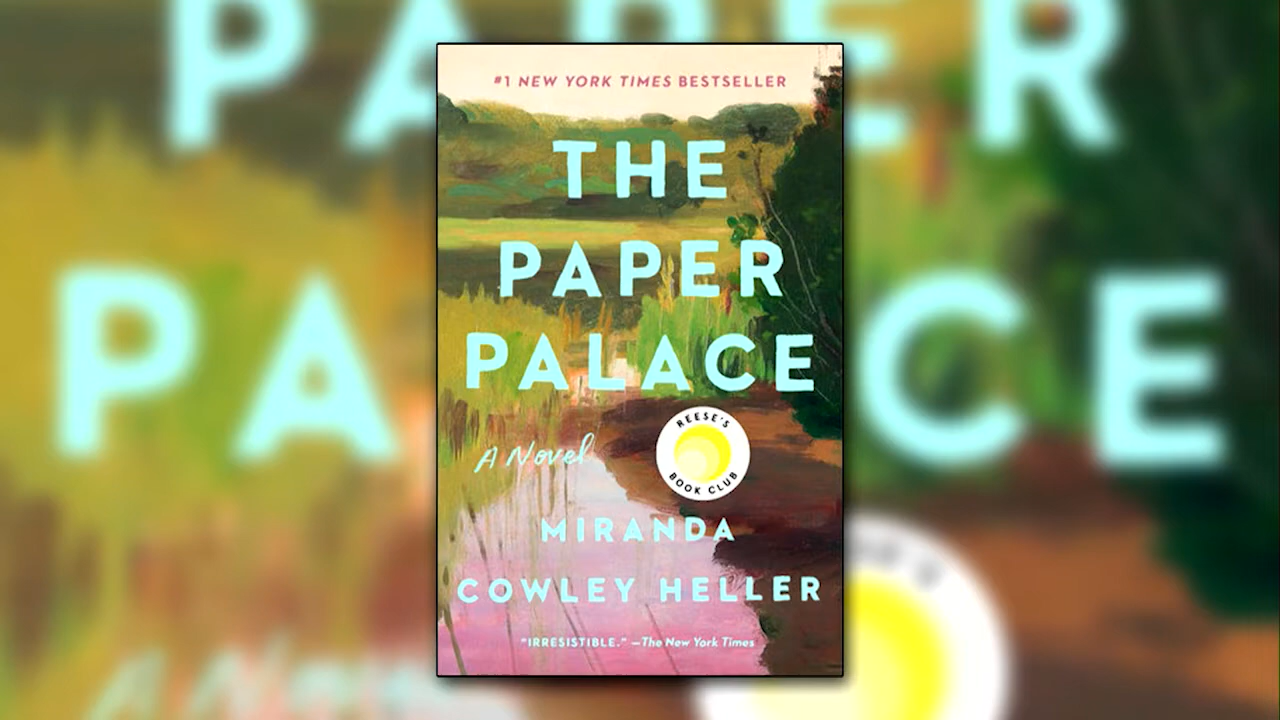 #1 NEW YORK TIMES BESTSELLER
THE
PAPER
PALACE
A Novel
REESE'S
BOOK CLUB
MIRANDA
COWLEY HELLER
"IRRESISTIBLE." —The New York Times